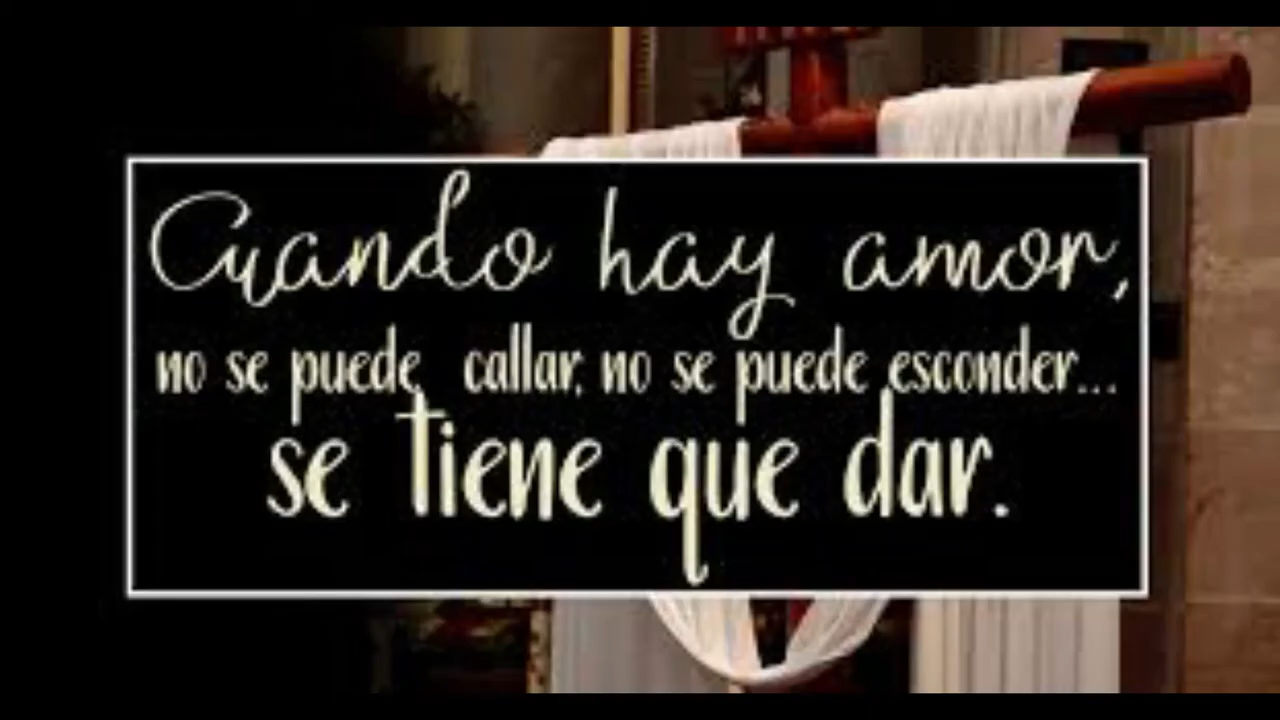 Cuando hay amor,
no se puede callar, no se puede esconder...
se tiene que dar.